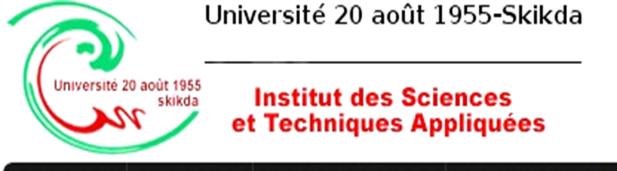 Université 20 août 1955-Skikda
Université 20 août 1955
skikda
Institut des Sciences
et Techniques Appliquées